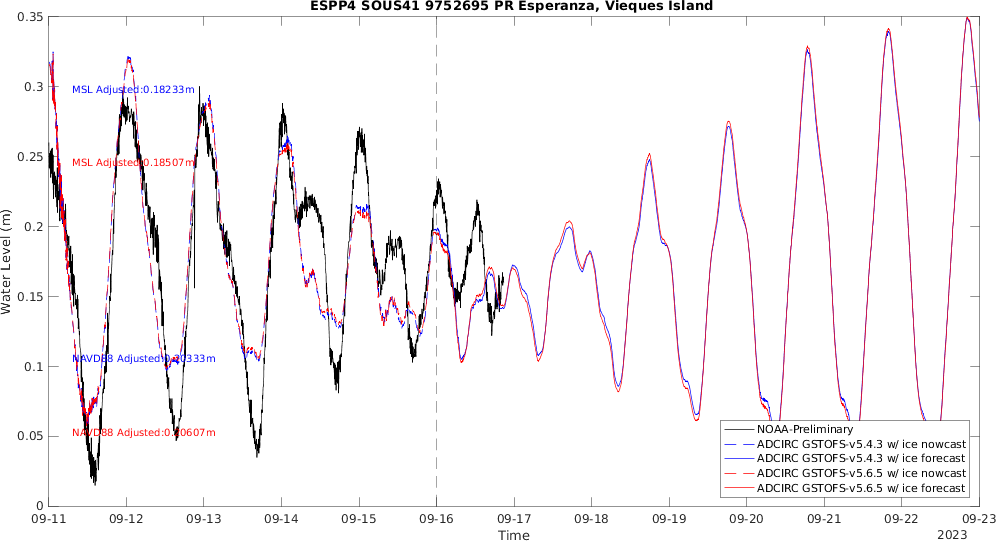 ESPP4 SOUS41 9752695 PR Esperanza, Vieques Island
0.35
0.3
0.25
0.2
0.15
0.1
0.05
0
Water Level (m)
MSL Adjusted:0.18233m
MSL Adjusted:0.18507m
NAVD88 Adjusted:0.20333m
NAVD88 Adjusted:0.20607m
NOAA-Preliminary
ADCIRC GSTOFS-v5.4.3 w/ ice nowcast
ADCIRC GSTOFS-v5.4.3 w/ ice forecast
ADCIRC GSTOFS-v5.6.5 w/ ice nowcast
ADCIRC GSTOFS-v5.6.5 w/ ice forecast
09-11 09-12 09-13 09-14 09-15 09-16 09-17 09-18 09-19 09-20 09-21 09-22 09-23
Time
2023